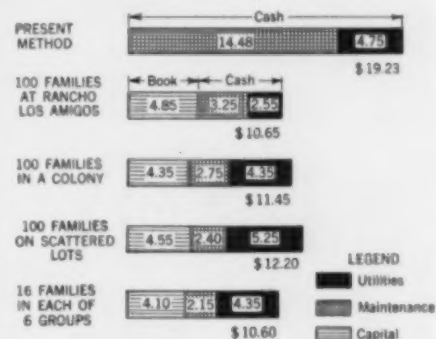 Cash
PRESENT METHOD
14.48 4.75
$19.23
Book Cash
100 FAMILIES AT RANCHO LOS AMIGOS
4.85 3.25 2.55
$10.65
100 FAMILIES IN A COLONY
4.35 2.75 4.35
$11.45
100 FAMILIES ON SCATTERED LOTS
4.55 2.40 5.25
$12.20
16 FAMILIES IN EACH OF 6 GROUPS
4.10 2.15 4.35
$10.60
LEGEND
Utilities
Maintenance
Capital